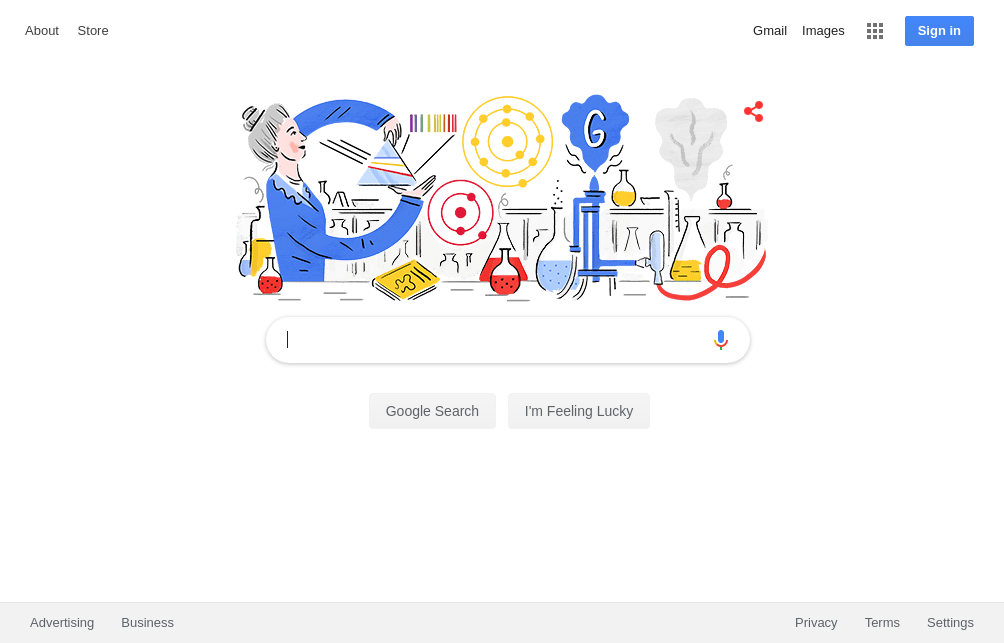 About Store
Gmail Images Sign in
G
Google Search I'm Feeling Lucky
Advertising Business
Privacy Terms Settings